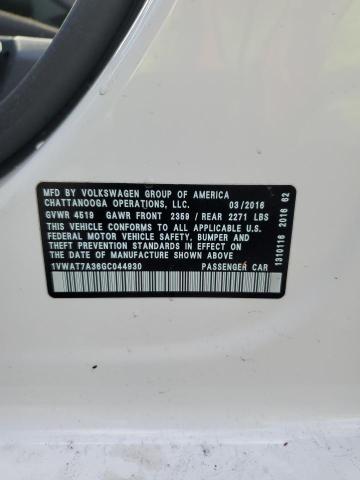 MFD BY VOLKSWAGEN GROUP OF AMERICA
CHATTANOOGA OPERATIONS, LLC. 03/2016
GVWR 4519 GAWR FRONT 2359 / REAR 2271 LBS
THIS VEHICLE CONFORMS TO ALL APPLICABLE U.S.
FEDERAL MOTOR VEHICLE SAFETY, BUMPER AND
THEFT PREVENTION STANDARDS IN EFFECT ON
THE DATE OF MANUFACTURE SHOWN ABOVE.
1VWAT7A36GC044930 PASSENGER CAR
1310116 2016 62